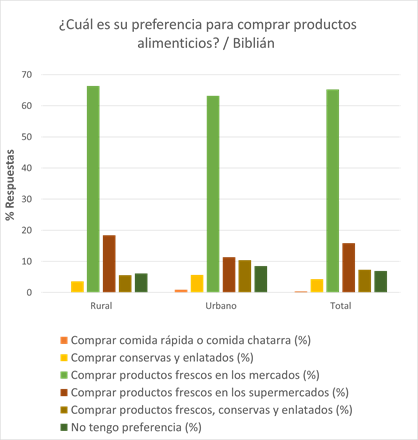 ¿Cuál es su preferencia para comprar productos
alimenticios? / Biblián
% Respuestas
70
60
50
40
30
20
10
0
Rural
Urbano
Total
Comprar comida rápida o comida chatarra (%)
Comprar conservas y enlatados (%)
Comprar productos frescos en los mercados (%)
Comprar productos frescos en los supermercados (%)
Comprar productos frescos, conservas y enlatados (%)
No tengo preferencia (%)